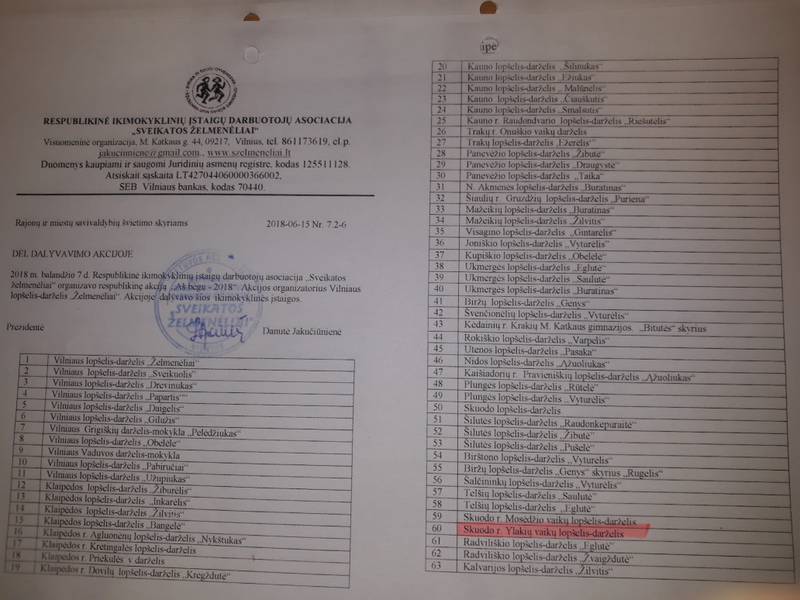 RESPUBLIKINĖ IKIMOKYKLINIŲ ĮSTAIGŲ DARBUOTOJŲ ASOCIACIJA
„SVEIKATOS ŽELMENĖLIAI“
Visuomeninė organizacija, M. Katkaus g. 44, 09217, Vilnius, tel. 861173619, el.p.
jakuciuniene@gmail.com., www.szelmeneliai.lt
Duomenys kaupiami ir saugomi Juridinių asmenų registre, kodas 125511128.
Atsiskait. sąskaita LT427044060000366002,
SEB Vilniaus bankas, kodas 70440.
Rajonų ir miestų savivaldybių švietimo skyriams 2018-06-15 Nr. 7.2-6
DĖL DALYVAVIMO AKCIJOJE
2018 m. balandžio 7 d. Respublikinė ikimokyklinių įstaigų darbuotojų asociacija „Sveikatos
želmenėliai“ organizavo respublikinę akciją „Aš bėgu - 2018“. Akcijos organizatorius Vilniaus
lopšelis-darželis „Želmenėliai“. Akcijoje dalyvavo šios ikimokyklinės įstaigos.
SVEIKATOS
ŽELMENĖLIAI
Prezidentė Danutė Jakučiūnienė
1 Vilniaus lopšelis-darželis „Želmenėliai“
2 Vilniaus lopšelis-darželis „Sveikuolis“
3 Vilniaus lopšelis-darželis „Drevinukas“
4 Vilniaus lopšelis-darželis „Papartis““
5 Vilniaus lopšelis-darželis „Daigelis“
6 Vilniaus lopšelis-darželis „Gilužis“
7 Vilniaus Grigiškių darželis-mokykla „Pelėdžiukas“
8 Vilniaus lopšelis-darželis „Obelėlė“
9 Vilniaus Vaduvos darželis-mokykla
10 Vilniaus lopšelis-darželis „Pabiručiai“
11 Vilniaus lopšelis-darželis „Užupiukas“
12 Klaipėdos lopšelis-darželis „Žiburėlis“
13 Klaipėdos lopšelis-darželis „Inkarėlis“
14 Klaipėdos lopšelis-darželis „Žilvitis“
15 Klaipėdos lopšelis-darželis „Bangelė“
16 Klaipėdos r. Agluonėnų lopšelis-darželis „Nykštukas“
17 Klaipėdos r. Kretingalės lopšelis-darželis
18 Klaipėdos r. Priekulės v darželis
19 Klaipėdos r. Dovilų lopšelis-darželis „Kregždutė“
ipė
20 Kauno lopšelis-darželis „Šilinukas“
21 Kauno lopšelis-darželis „Ežiukas“
22 Kauno lopšelis-darželis „ Malūnėlis“
23 Kauno lopšelis-darželis „Čiauškutis“
24 Kauno lopšelis-darželis „Smalsutis“
25 Kauno r. Raudondvario lopšelis-darželis „Riešutėlis“
26 Trakų r. Onuškio vaikų darželis
27 Trakų lopšelis-darželis „Ežerėlis“
28 Panevėžio lopšelis-darželis „Žibutė“
29 Panevėžio lopšelis-darželis „Draugystė“
30 Panevėžio lopšelis-darželis „Taika“
31 N. Akmenės lopšelis-darželis „Buratinas“
32 Šiaulių r. Gruzdžių lopšelis-darželis „Puriena“
33 Mažeikių lopšelis-darželis „Buratinas“
34 Mažeikių lopšelis-darželis „Žilvitis“
35 Visagino lopšelis-darželis „Gintarėlis“
36 Joniškio lopšelis-darželis „Vyturėlis“
37 Kupiškio lopšelis-darželis „Obelėlė“
38 Ukmergės lopšelis-darželis „Eglutė“
39 Ukmergės lopšelis-darželis „Saulutė“
40 Ukmergės lopšelis-darželis „Buratinas“
41 Biržų lopšelis-darželis „Genys“
42 Švenčionėlių lopšelis-darželis „Vyturėlis“
43 Kėdainių r. Krakių M. Katkaus gimnazijos. „Bitutės“ skyrius
44 Rokiškio lopšelis-darželis „Varpelis“
45 Utenos lopšelis-darželis „Pasaka“
46 Nidos lopšelis-darželis „Ąžuoliukas“
47 Kaišiadorių r. Pravieniškių lopšelis-darželis „Ąžuoliukas“
48 Plungės lopšelis-darželis „Rūtelė“
49 Plungės lopšelis-darželis „Vyturėlis“
50 Skuodo lopšelis-darželis
51 Šilutės lopšelis-darželis „Raudonkepuraitė“
52 Šilutės lopšelis-darželis „Žibutė“
53 Šilutės lopšelis-darželis „Pušelė“
54 Birštono lopšelis-darželis „Vyturėlis“
55 Biržų lopšelis-darželis „Genys“ skyrius „Rugelis“
56 Šalčininkų lopšelis-darželis „Vyturėlis“
57 Telšių lopšelis-darželis „Saulutė“
58 Telšių lopšelis-darželis „Eglutė“
59 Skuodo r. Mosėdžio vaikų lopšelis-darželis
60 Skuodo r. Ylakių vaikų lopšelis-darželis
61 Radviliškio lopšelis-darželis „Eglutė“
62 Radviliškio lopšelis-darželis „Žvaigždutė“
63 Kalvarijos lopšelis-darželis „Žilvitis“